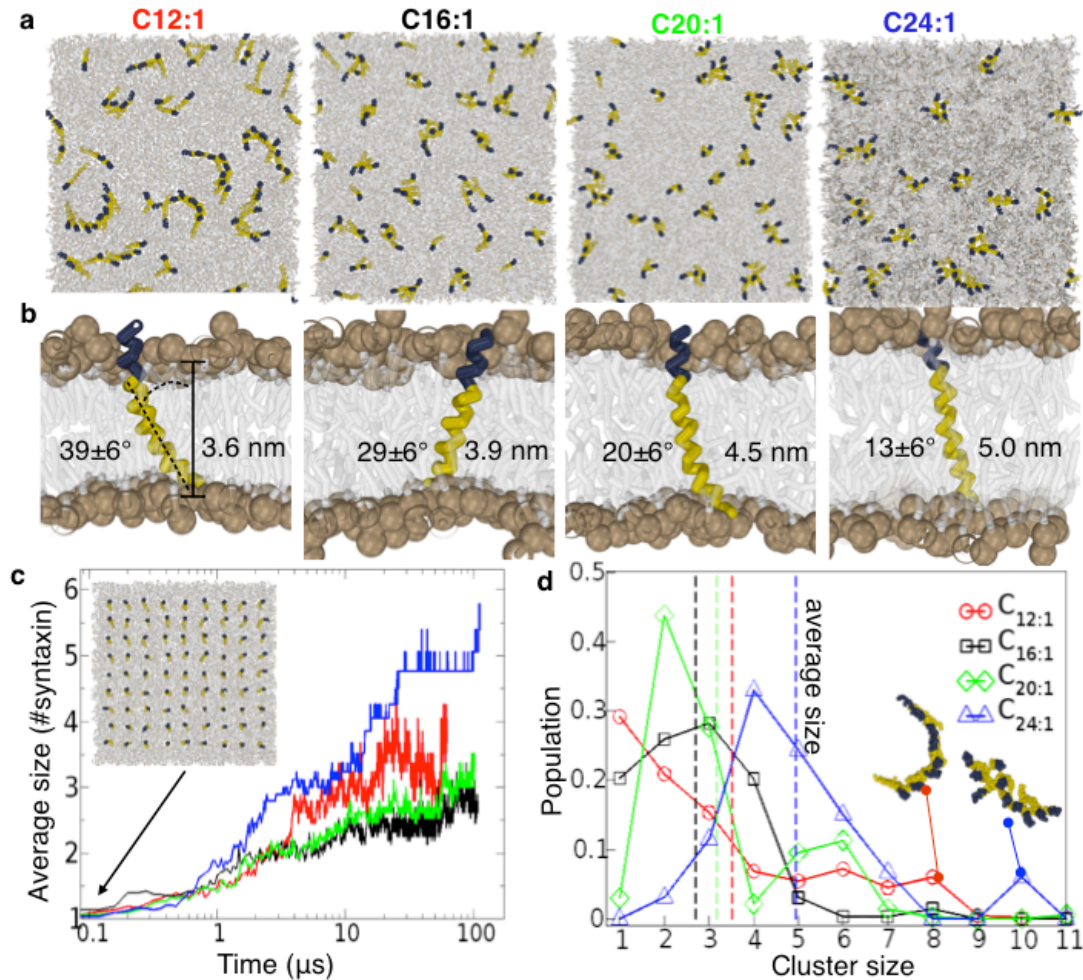 a
C12:1 C16:1 C20:1 C24:1
b
39±6° 3.6 nm 29±6° 3.9 nm 20±6° 4.5 nm 13±6° 5.0 nm
c
Average size (#syntaxin)
6
5
4
3
2
1
0.1 1 10 100
Time (μs)
d
Population
0.5
0.4
0.3
0.2
0.1
0
average size
C12:1
C16:1
C20:1
C24:1
1 2 3 4 5 6 7 8 9 10 11
Cluster size